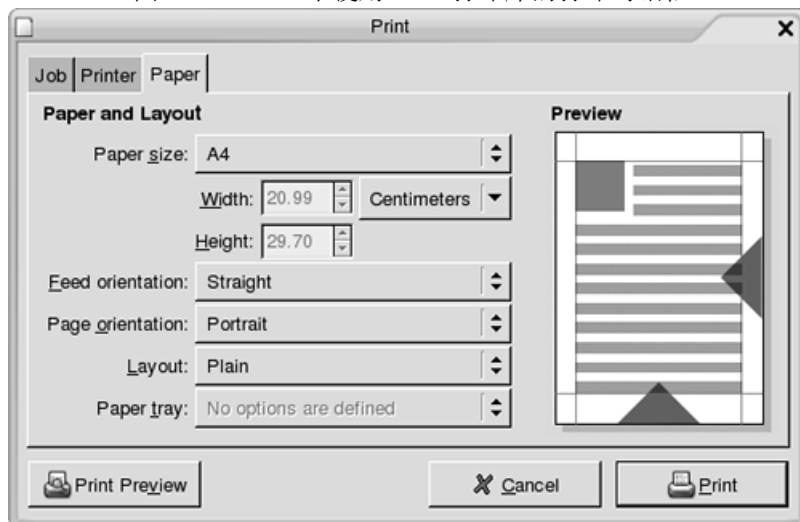 Print
Job Printer Paper
Paper and Layout
Preview
Paper size: A4
Width: 20.99 Centimeters
Height: 29.70
Feed orientation: Straight
Page orientation: Portrait
Layout: Plain
Paper tray: No options are defined
Print Preview Cancel Print